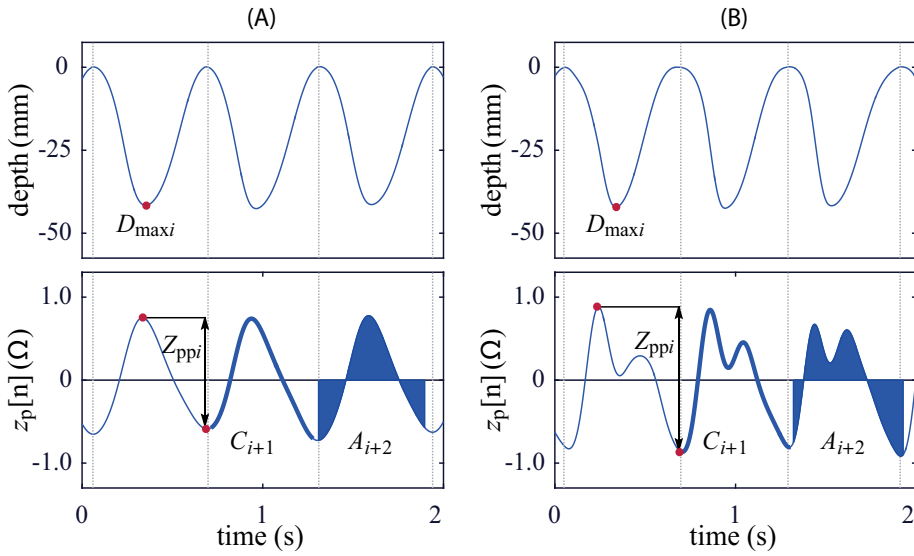 (A)
(B)
depth (mm)
0
-25
-50
D_maxi
depth (mm)
0
-25
-50
D_maxi
z_p[n] (Ω)
1.0
0
-1.0
Z_ppi
C_i+1
A_i+2
0
1
2
time (s)
z_p[n] (Ω)
1.0
0
-1.0
Z_ppi
C_i+1
A_i+2
0
1
2
time (s)